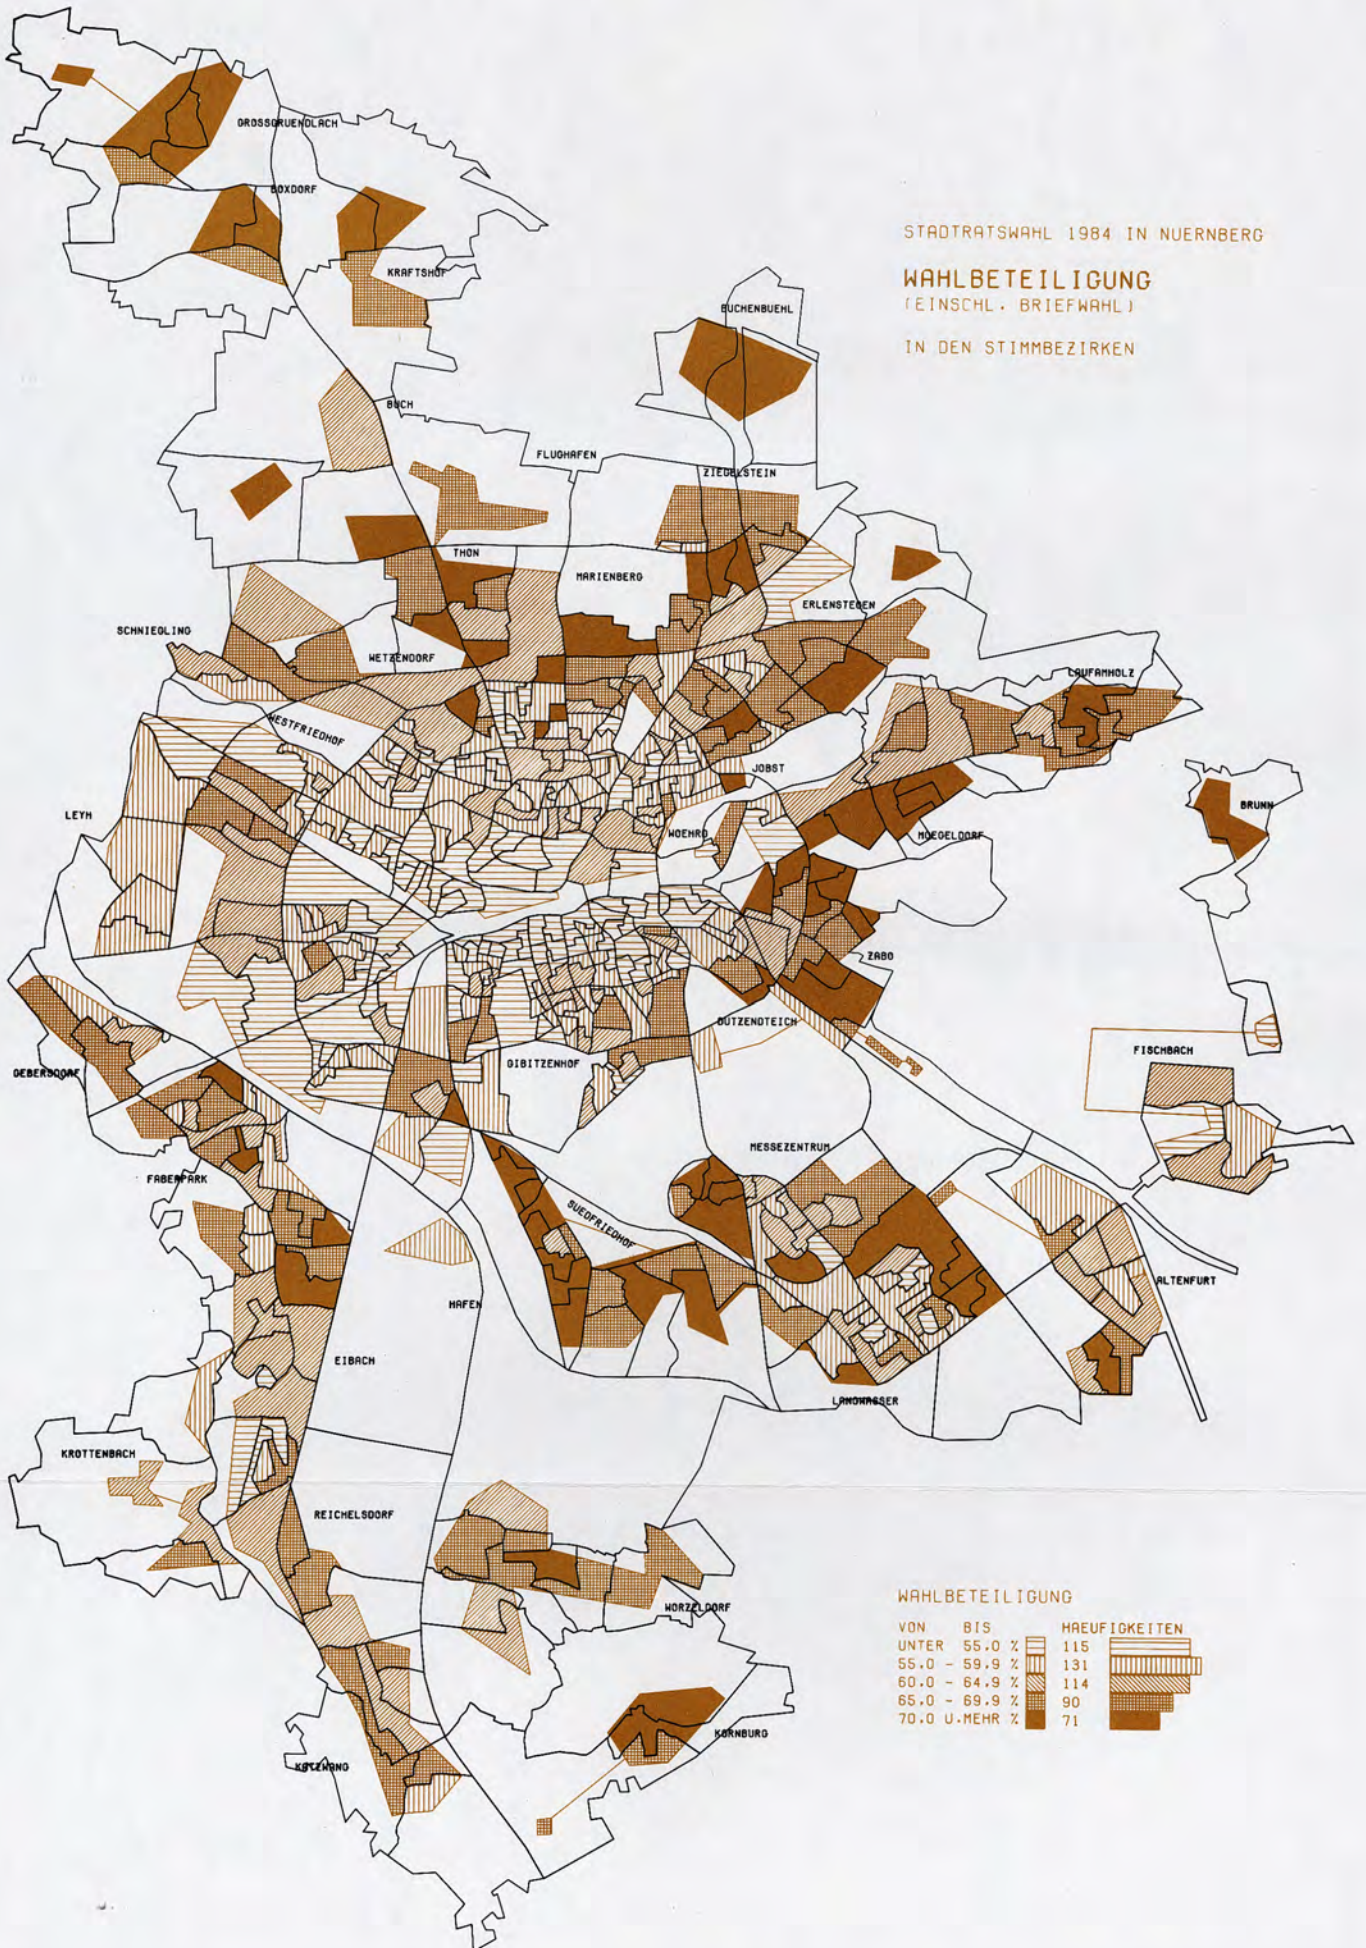 GROSSGRUENDLACH
BOXDORF
KRAFTSHOF
STADTRATSWAHL 1984 IN NUERNBERG
WAHLBETEILIGUNG
(EINSCHL. BRIEFWAHL)
IN DEN STIMMBEZIRKEN
BUCHENBUEHL
BUCH
FLUGHAFEN
ZIEGELSTEIN
THON
MARIENBERG
ERLENSTEGEN
SCHNIEGLING
WETZENDORF
LAUFAMHOLZ
WESTFRIEDHOF
JOBST
LEYH
WOEHRD
MOEGELDORF
BRUNN
ZABO
DUTZENDTEICH
FISCHBACH
GIBITZENHOF
GEBERSDORF
MESSEZENTRUM
FABERPARK
SUEDFRIEDHOF
ALTENFURT
HAFEN
EIBACH
LANGWASSER
KROTTENBACH
REICHELSDORF
WORZELDORF
KORNBURG
KATZWANG
WAHLBETEILIGUNG
VON BIS HAEUFIGKEITEN
UNTER 55.0 % 115
55.0 - 59.9 % 131
60.0 - 64.9 % 114
65.0 - 69.9 % 90
70.0 U.MEHR % 71